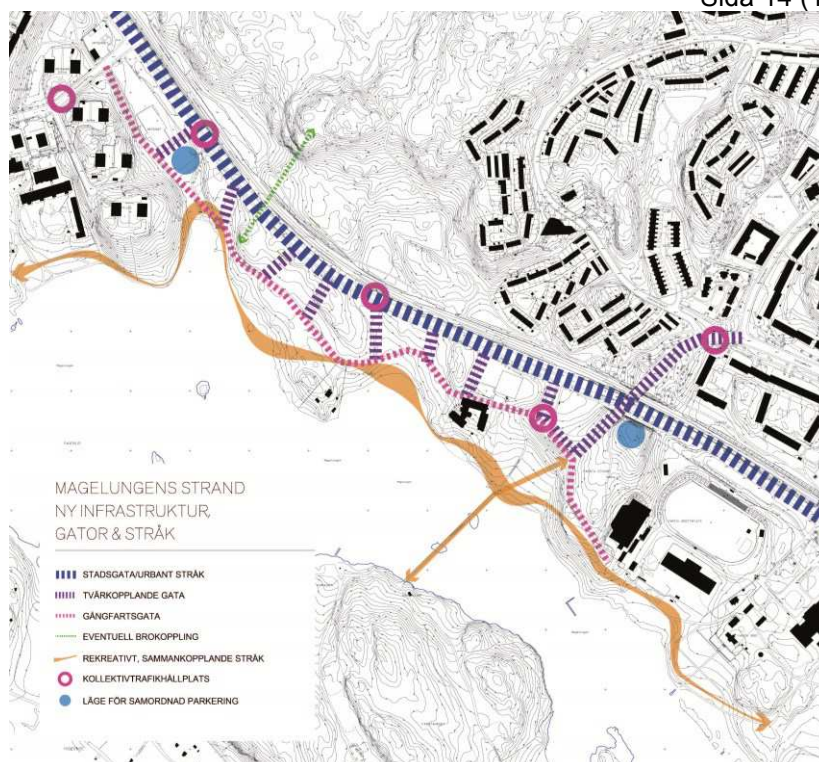 MAGELUNGENS STRAND
NY INFRASTRUKTUR,
GATOR & STRÅK
STADSGATA/URBANT STRÅK
TVÄRKOPPLANDE GATA
GÅNGFARTSGATA
EVENTUELL BROKOPPLING
REKREATIVT, SAMMANKOPPLANDE STRÅK
KOLLEKTIVTRAFIKHÅLLPLATS
LÄGE FÖR SAMORDNAD PARKERING